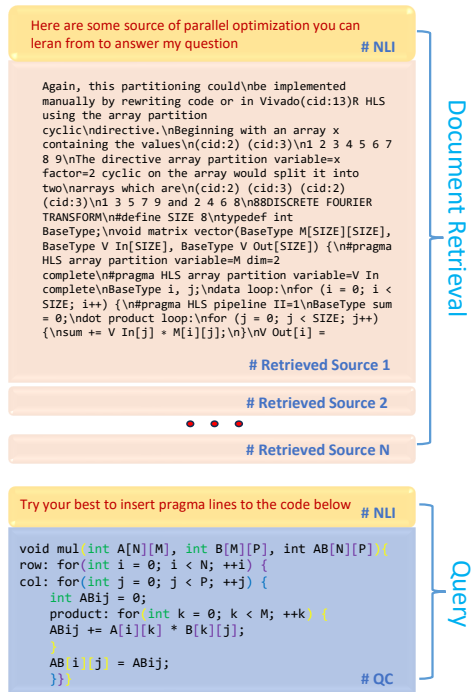 Here are some source of parallel optimization you can
leran from to answer my question
# NLI
Again, this partitioning could\nbe implemented
manually by rewriting code or in Vivado(cid:13)R HLS
using the array partition
cyclic\ndirective.\nBeginning with an array x
containing the values\n(cid:2) (cid:3)\n1 2 3 4 5 6 7
8 9\nThe directive array partition variable=x
factor=2 cyclic on the array would split it into
two\narrays which are\n(cid:2) (cid:3) (cid:2)
(cid:3)\n1 3 5 7 9 and 2 4 6 8\n88DISCRETE FOURIER
TRANSFORM\n#define SIZE 8\ntypedef int
BaseType;\nvoid matrix vector(BaseType M[SIZE][SIZE],
BaseType V In[SIZE], BaseType V Out[SIZE]) {\n#pragma
HLS array partition variable=M dim=2
complete\n#pragma HLS array partition variable=V In
complete\nBaseType i, j;\ndata loop:\nfor (i = 0; i <
SIZE; i++) {\n#pragma HLS pipeline II=1\nBaseType sum
= 0;\ndot product loop:\nfor (j = 0; j < SIZE; j++)
{\nsum += V In[j] * M[i][j];\n}\nV Out[i] =
# Retrieved Source 1
# Retrieved Source 2
# Retrieved Source N
Document Retrieval
Try your best to insert pragma lines to the code below
# NLI
void mul(int A[N][M], int B[M][P], int AB[N][P]){
row: for(int i = 0; i < N; ++i) {
col: for(int j = 0; j < P; ++j) {
int ABij = 0;
product: for(int k = 0; k < M; ++k) {
ABij += A[i][k] * B[k][j];
}
AB[i][j] = ABij;
}}}
# QC
Query